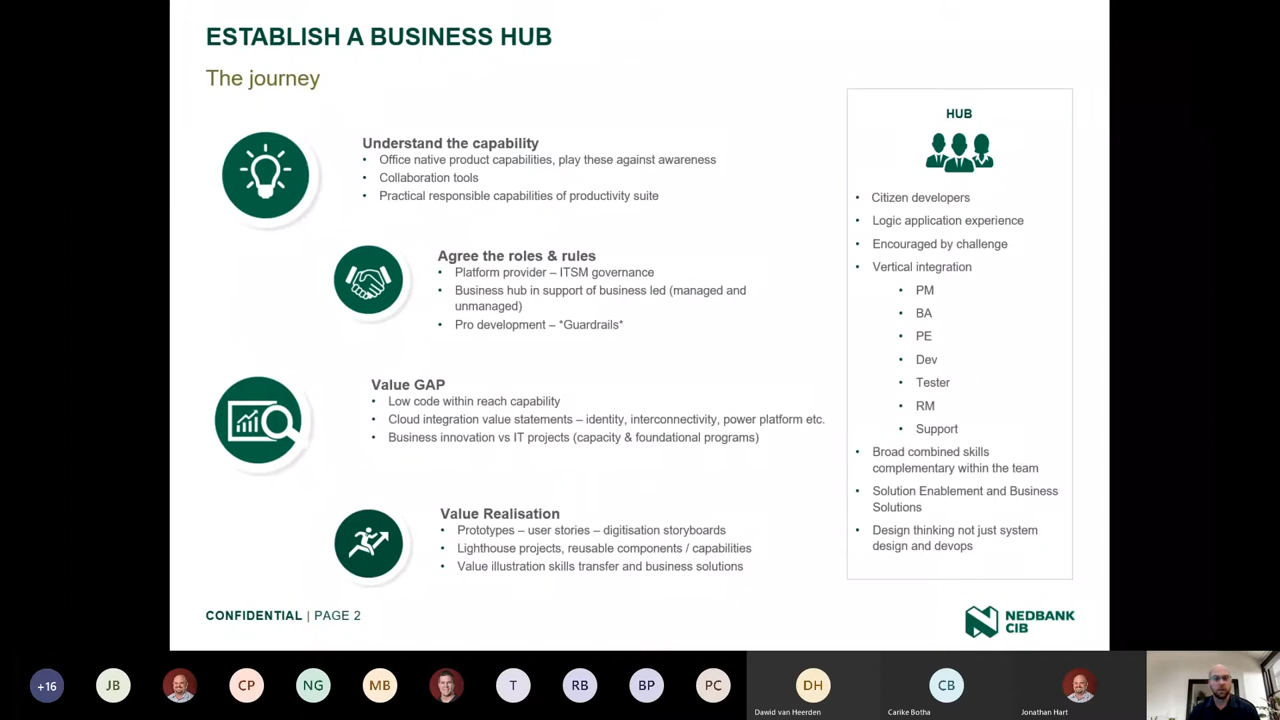 ESTABLISH A BUSINESS HUB
The journey
Understand the capability
• Office native product capabilities, play these against awareness
• Collaboration tools
• Practical responsible capabilities of productivity suite
Agree the roles & rules
• Platform provider – ITSM governance
• Business hub in support of business led (managed and
unmanaged)
• Pro development – *Guardrails*
Value GAP
• Low code within reach capability
• Cloud integration value statements – identity, interconnectivity, power platform etc.
• Business innovation vs IT projects (capacity & foundational programs)
Value Realisation
• Prototypes – user stories – digitisation storyboards
• Lighthouse projects, reusable components / capabilities
• Value illustration skills transfer and business solutions
HUB
• Citizen developers
• Logic application experience
• Encouraged by challenge
• Vertical integration
• PM
• BA
• PE
• Dev
• Tester
• RM
• Support
• Broad combined skills
complementary within the team
• Solution Enablement and Business
Solutions
• Design thinking not just system
design and devops
CONFIDENTIAL | PAGE 2
NEDBANK
CIB
+16
JB
CP
NG
MB
T
RB
BP
PC
DH
Dawid van Heerden
CB
Carike Botha
Jonathan Hart